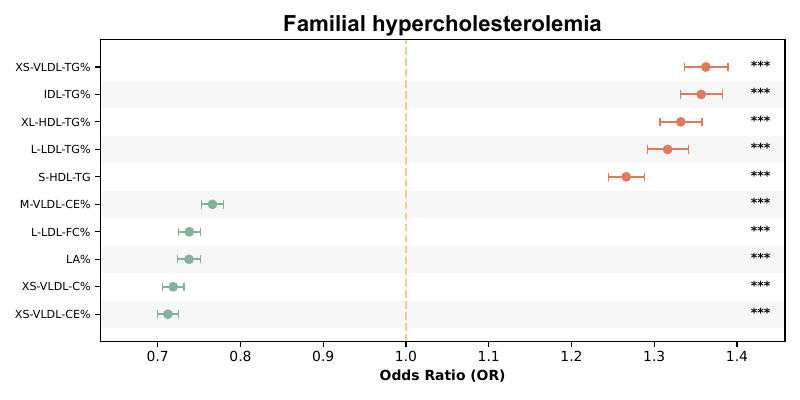 Familial hypercholesterolemia
XS-VLDL-TG% ***
IDL-TG% ***
XL-HDL-TG% ***
L-LDL-TG% ***
S-HDL-TG ***
M-VLDL-CE% ***
L-LDL-FC% ***
LA% ***
XS-VLDL-C% ***
XS-VLDL-CE% ***
0.7 0.8 0.9 1.0 1.1 1.2 1.3 1.4
Odds Ratio (OR)